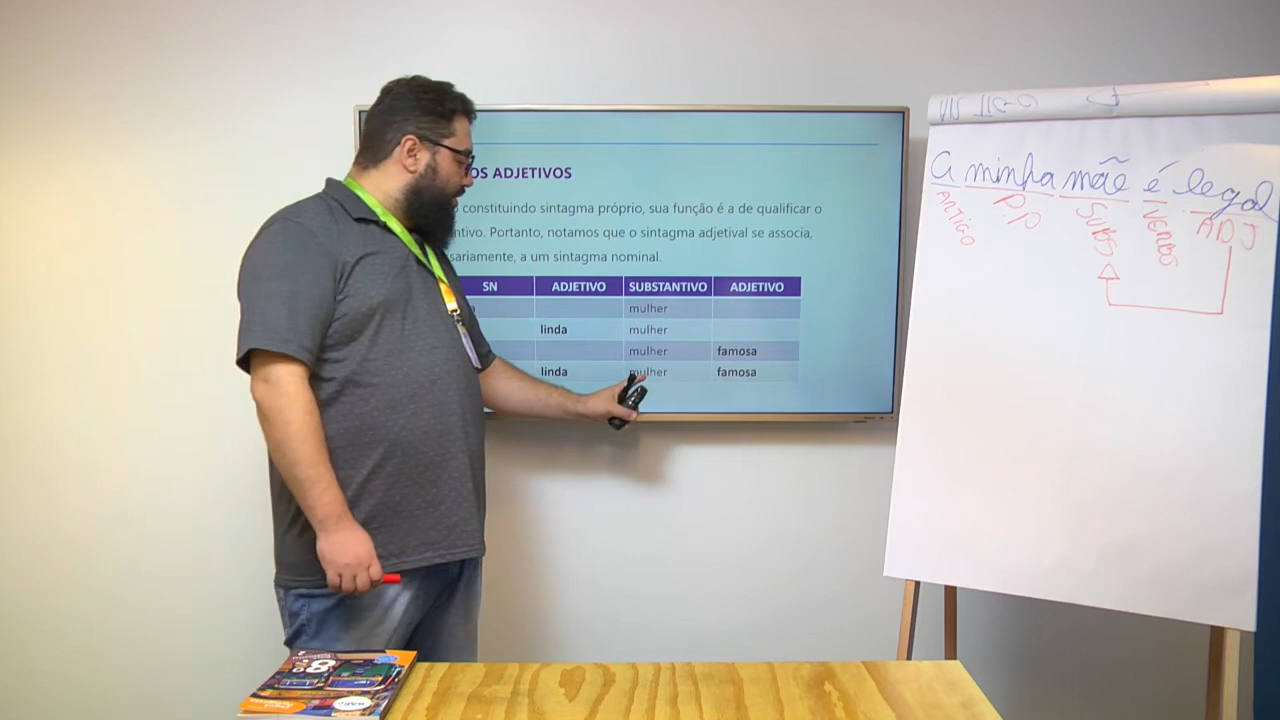 OS ADJETIVOS
constituindo sintagma próprio, sua função é a de qualificar o
ntivo. Portanto, notamos que o sintagma adjetival se associa,
ssariamente, a um sintagma nominal.
SN ADJETIVO SUBSTANTIVO ADJETIVO
mulher
linda mulher
mulher famosa
linda mulher famosa
A minha mãe é legal
ARTIGO P.P SUBS VERBO ADJ
8º